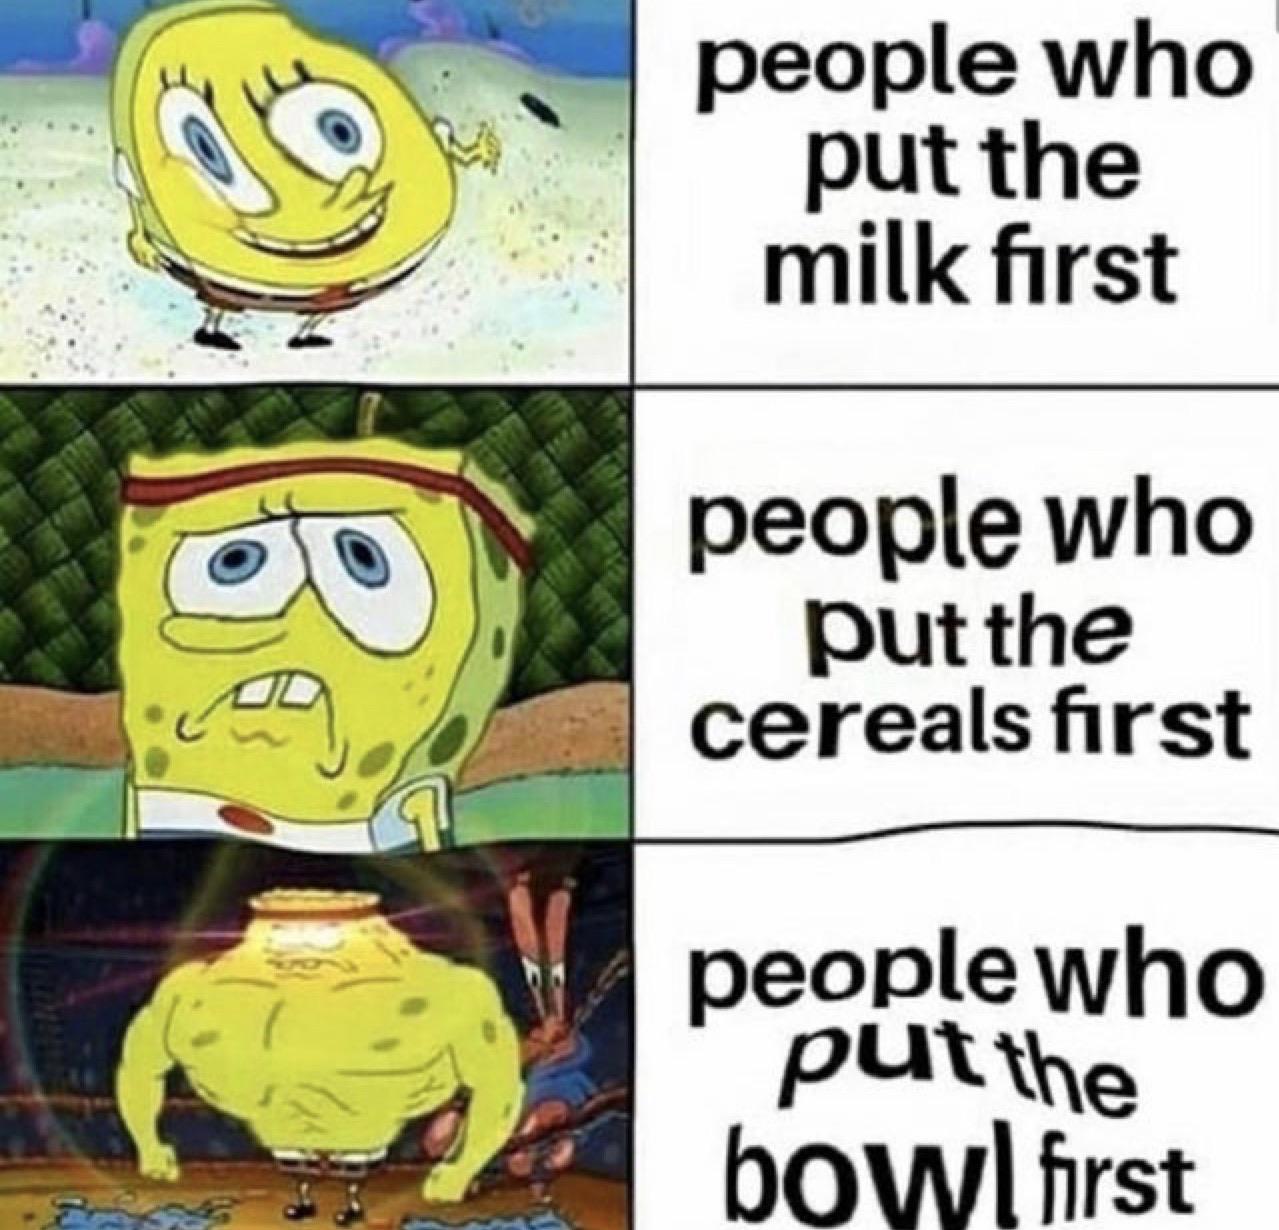 people who
put the
milk first
people who
put the
cereals first
people who
put the
bowl first